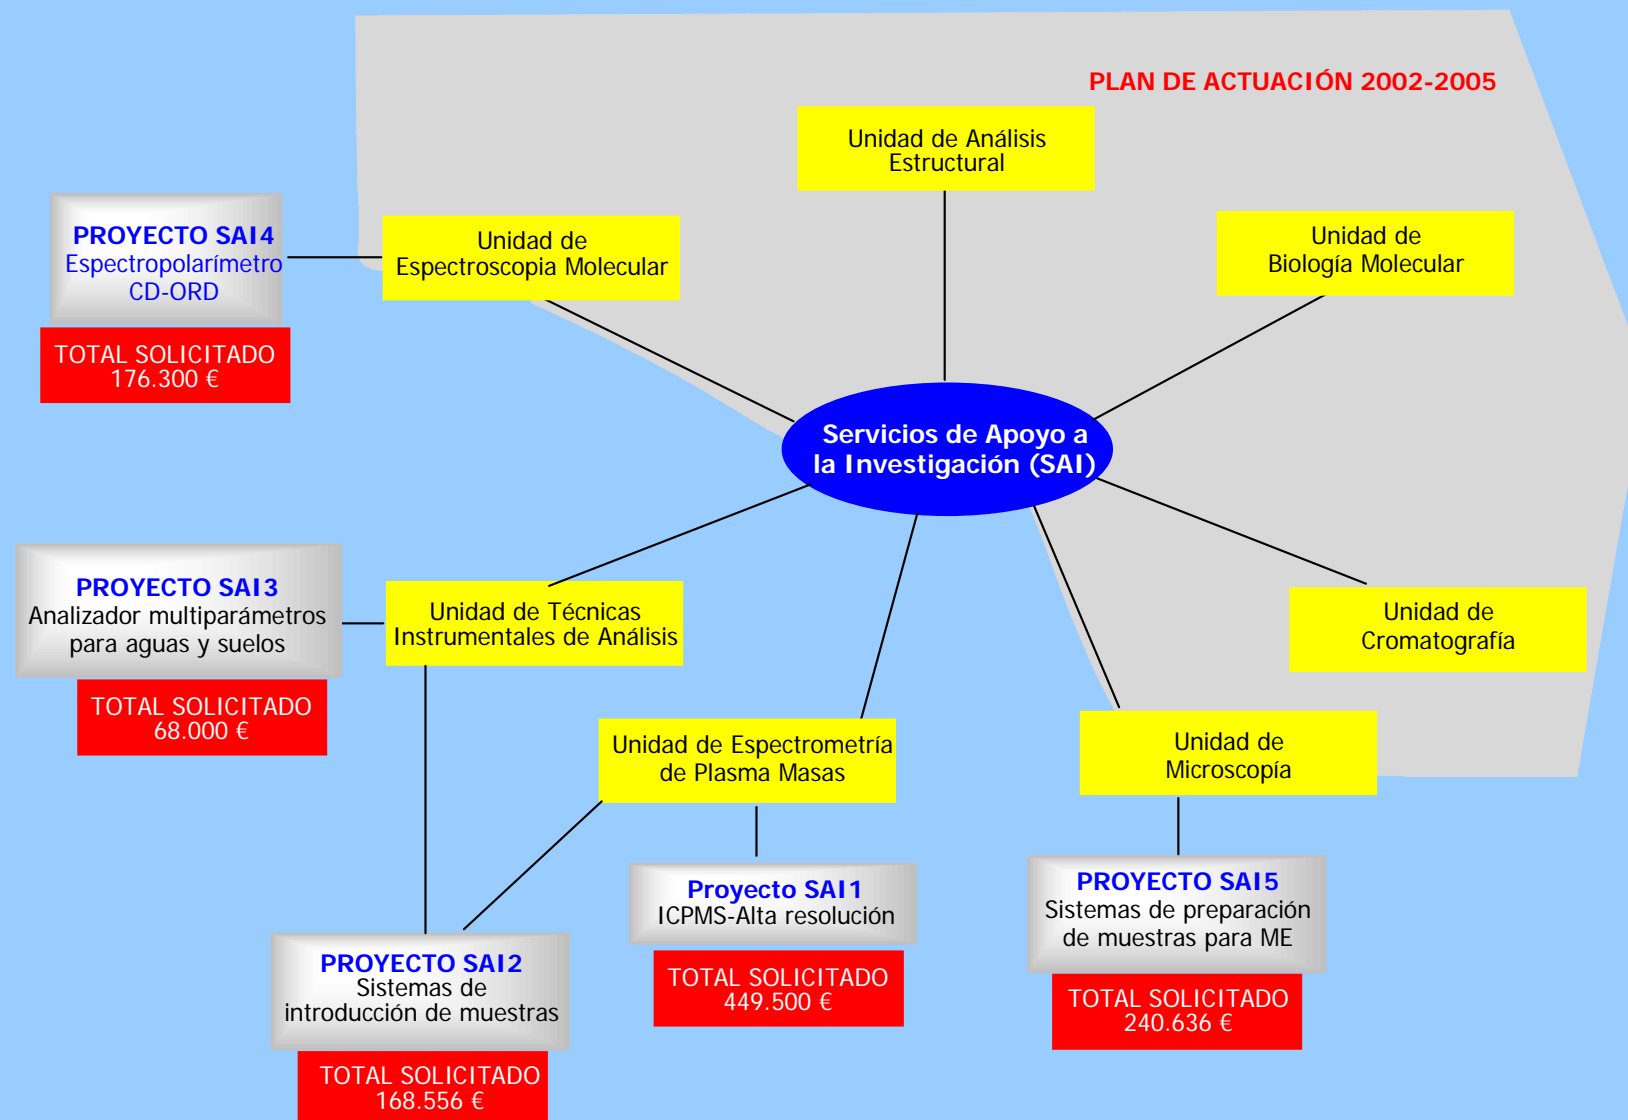 PLAN DE ACTUACIÓN 2002-2005
Unidad de Análisis
Estructural
Unidad de
Espectroscopia Molecular
Unidad de
Biología Molecular
PROYECTO SAI4
Espectropolarímetro
CD-ORD
TOTAL SOLICITADO
176.300 €
Servicios de Apoyo a
la Investigación (SAI)
PROYECTO SAI3
Analizador multiparámetros
para aguas y suelos
TOTAL SOLICITADO
68.000 €
Unidad de Técnicas
Instrumentales de Análisis
Unidad de
Cromatografía
Unidad de Espectrometría
de Plasma Masas
Unidad de
Microscopía
PROYECTO SAI2
Sistemas de
introducción de muestras
TOTAL SOLICITADO
168.556 €
Proyecto SAI1
ICPMS-Alta resolución
TOTAL SOLICITADO
449.500 €
PROYECTO SAI5
Sistemas de preparación
de muestras para ME
TOTAL SOLICITADO
240.636 €